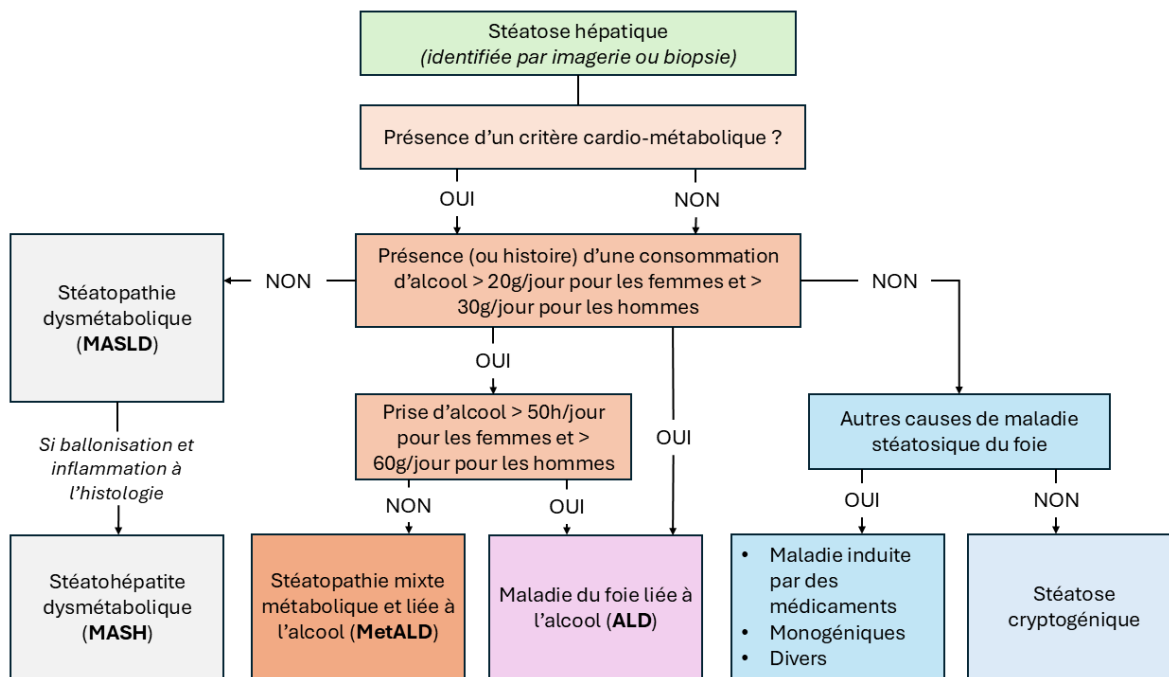 Stéatose hépatique
(identifiée par imagerie ou biopsie)
Présence d'un critère cardio-métabolique ?
OUI
NON
Présence (ou histoire) d'une consommation
d'alcool > 20g/jour pour les femmes et >
30g/jour pour les hommes
NON
NON
Stéatopathie
dysmétabolique
(MASLD)
OUI
OUI
Prise d'alcool > 50h/jour
pour les femmes et >
60g/jour pour les hommes
Autres causes de maladie
stéatosique du foie
Si ballonisation et
inflammation à
l'histologie
NON
OUI
OUI
NON
Stéatohépatite
dysmétabolique
(MASH)
Stéatopathie mixte
métabolique et liée à
l'alcool (MetALD)
Maladie du foie liée à
l'alcool (ALD)
• Maladie induite
par des
médicaments
• Monogéniques
• Divers
Stéatose
cryptogénique